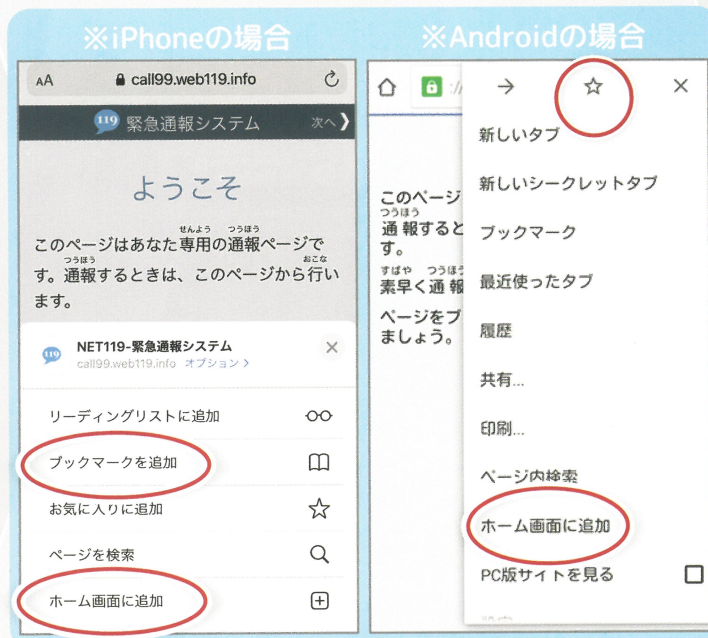 ※iPhoneの場合
AA call99.web119.info
119 緊急通報システム 次へ ❯
ようこそ
せんよう つうほう
このページはあなた専用の通報ページで
つうほう おこな
す。通報するときは、このページから行い
ます。
119 NET119-緊急通報システム ×
call99.web119.info オプション >
リーディングリストに追加
ブックマークを追加
お気に入りに追加
ページを検索
ホーム画面に追加
※Androidの場合
://
このページ
つうほう
通報すると
す。
すばや つうほう
素早く通報
ページをブ
ましょう。
新しいタブ
新しいシークレットタブ
ブックマーク
最近使ったタブ
履歴
共有...
印刷...
ページ内検索
ホーム画面に追加
PC版サイトを見る